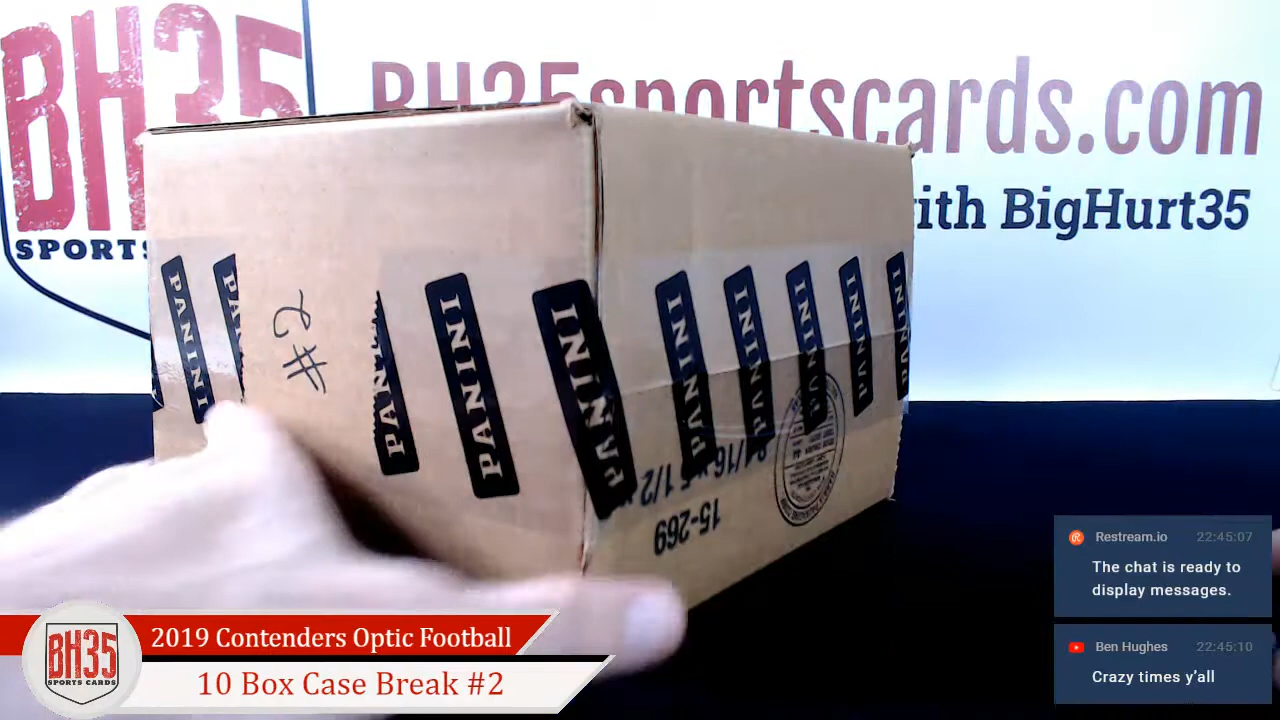 BH35
SPORTS
BH35sportscards.com
ith BigHurt35
PANINI
PANINI
PANINI
PANINI
PANINI
PANINI
PANINI
PANINI
PANINI
#2
15-269
Restream.io 22:45:07
The chat is ready to
display messages.
Ben Hughes 22:45:10
Crazy times y'all
2019 Contenders Optic Football
10 Box Case Break #2
BH35
SPORTS CARDS